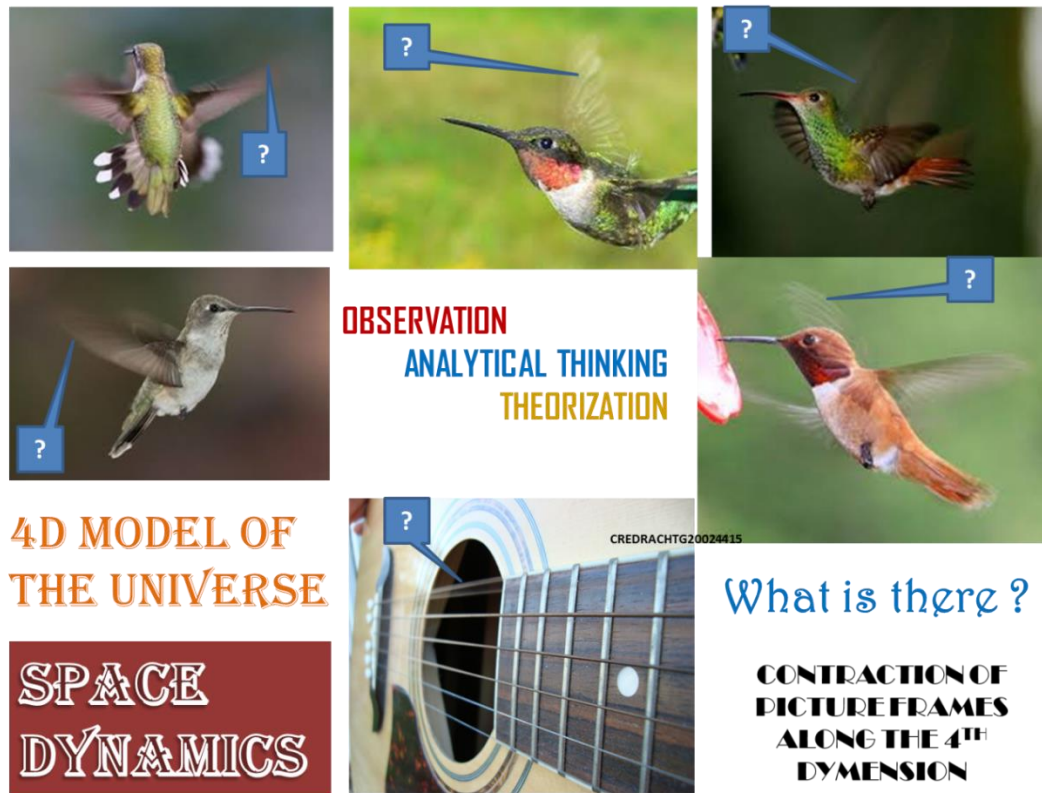 ?
?
?
?
OBSERVATION
ANALYTICAL THINKING
THEORIZATION
?
4D MODEL OF
THE UNIVERSE
?
CREDRACHTG20024415
What is there ?
SPACE
DYNAMICS
CONTRACTION OF
PICTURE FRAMES
ALONG THE 4TH
DYMENSION